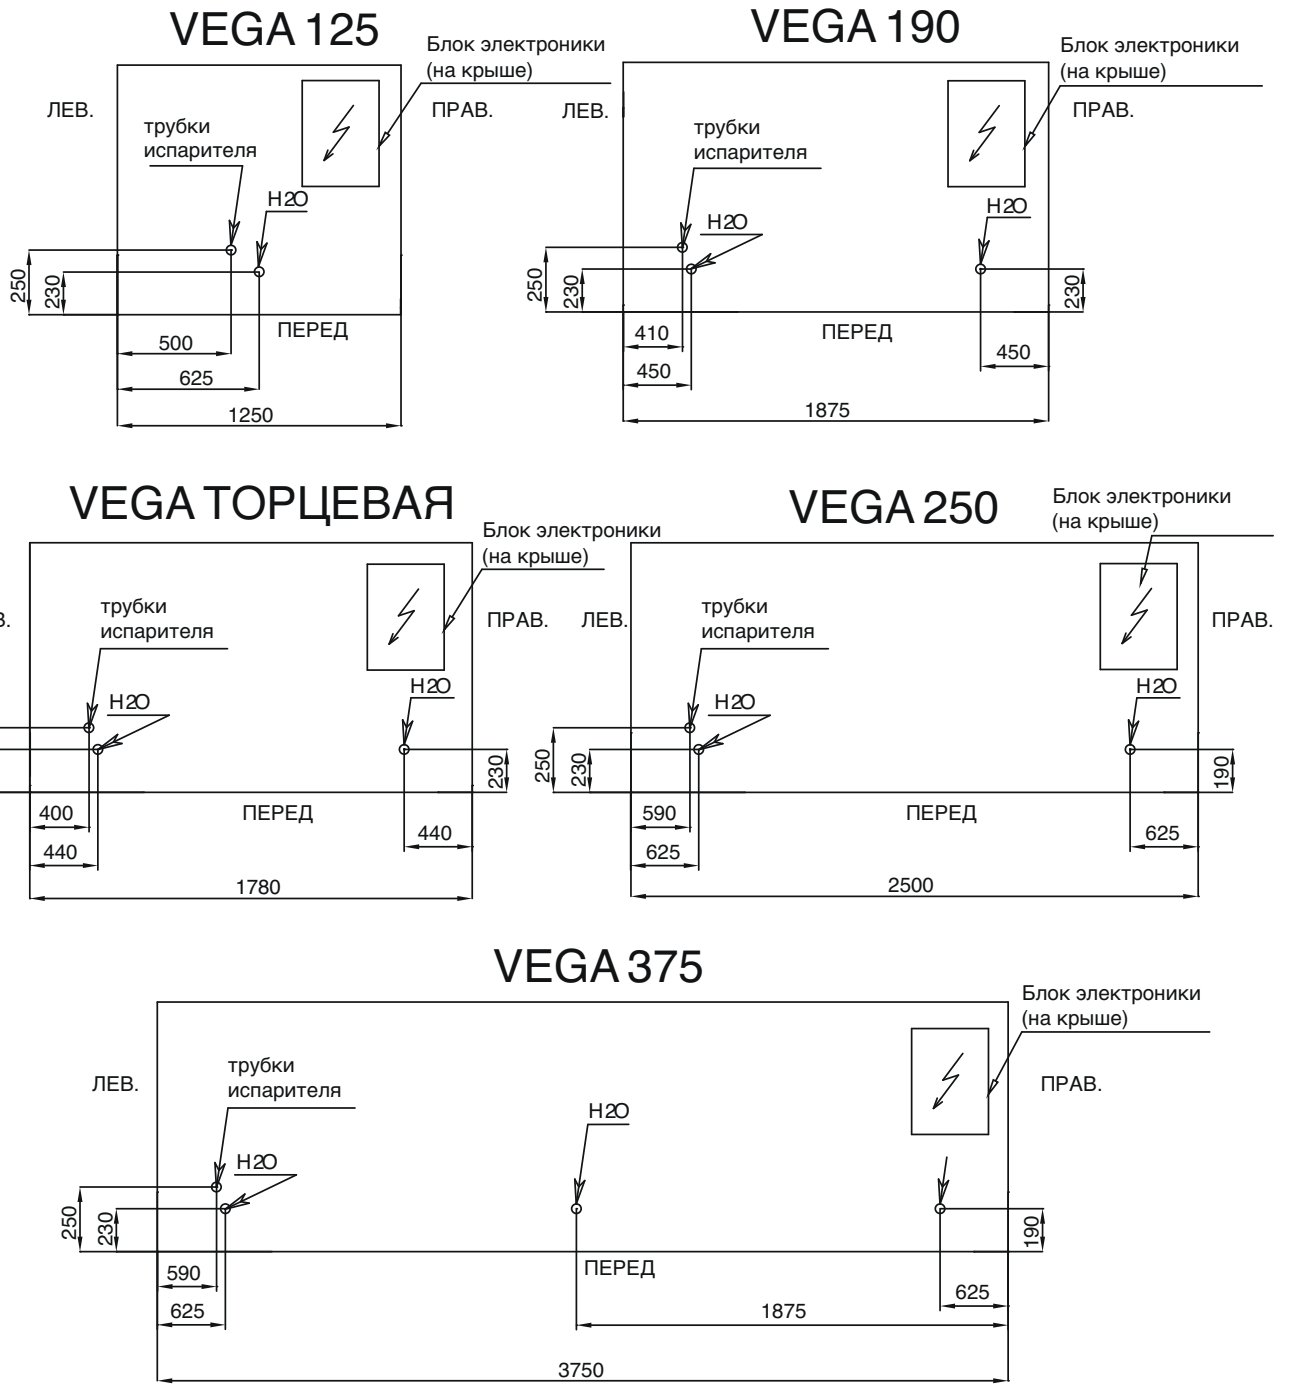 VEGA 125
Блок электроники
(на крыше)
ЛЕВ.
ПРАВ.
трубки
испарителя
H2O
250
230
ПЕРЕД
500
625
1250
VEGA 190
Блок электроники
(на крыше)
ЛЕВ.
ПРАВ.
трубки
испарителя
H2O
H2O
250
230
230
ПЕРЕД
410
450
450
1875
VEGA ТОРЦЕВАЯ
Блок электроники
(на крыше)
В.
ПРАВ.
трубки
испарителя
H2O
H2O
230
ПЕРЕД
400
440
440
1780
VEGA 250
Блок электроники
(на крыше)
ЛЕВ.
ПРАВ.
трубки
испарителя
H2O
H2O
250
230
190
ПЕРЕД
590
625
625
2500
VEGA 375
Блок электроники
(на крыше)
ЛЕВ.
ПРАВ.
трубки
испарителя
H2O
H2O
250
230
190
ПЕРЕД
590
625
625
1875
3750